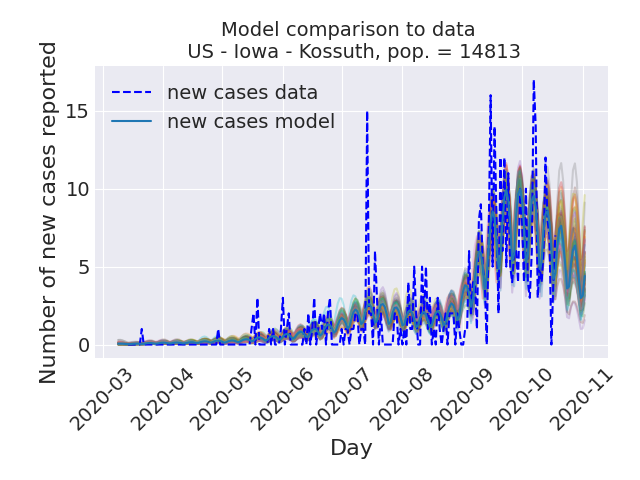 Model comparison to data
US - Iowa - Kossuth, pop. = 14813
Number of new cases reported
15
10
5
0
new cases data
new cases model
2020-03
2020-04
2020-05
2020-06
2020-07
2020-08
2020-09
2020-10
2020-11
Day